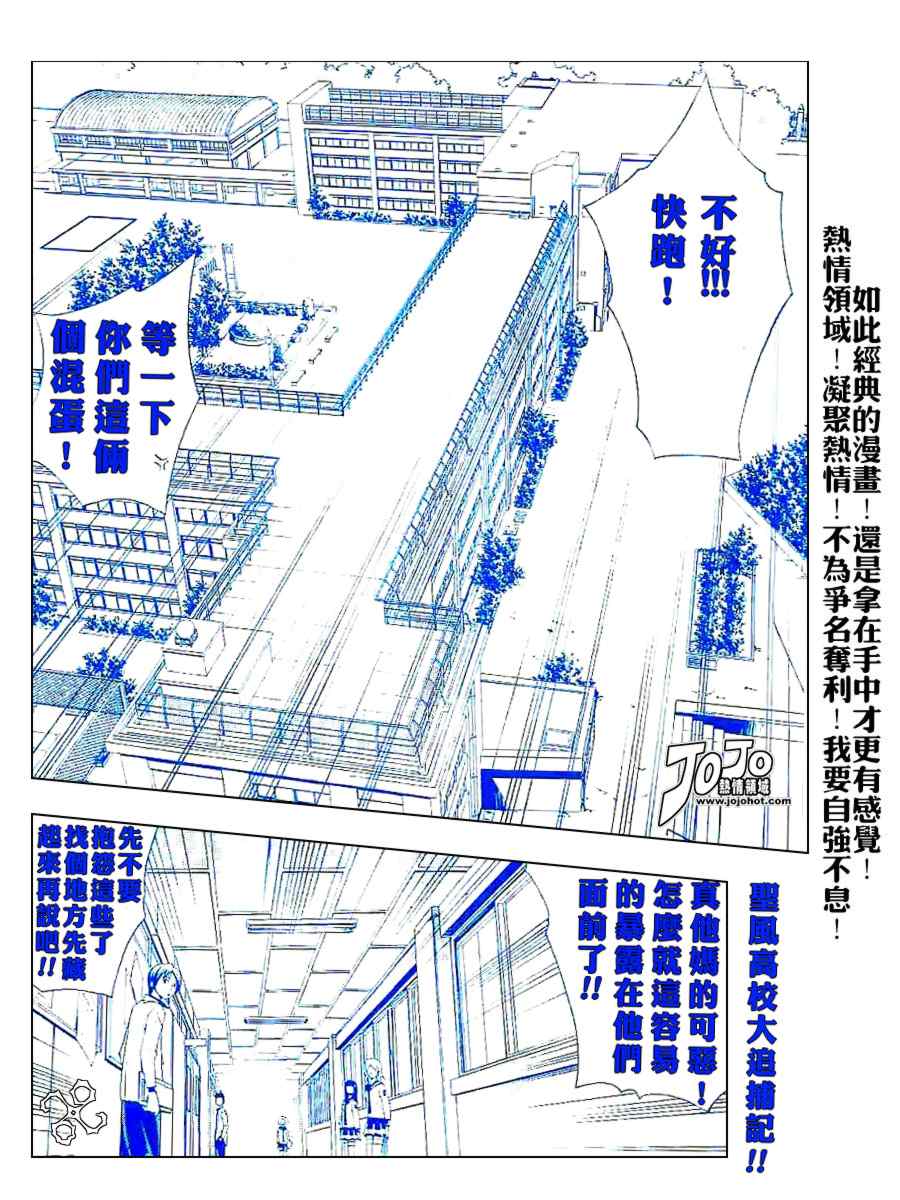 如此經典的漫畫！還是拿在手中才更有感覺！
熱情領域！凝聚熱情！不為爭名奪利！我要自強不息！
不好!!!
快跑！
等一下
你們這倆
個混蛋！
JOJO
熱情領域
www.jojohot.com
聖風高校大追捕記!!
真他媽的可惡！
怎麼就這容易
的暴露在他們
面前了!!
先不要
抱怨這些了
找個地方先藏
起來再說吧!!